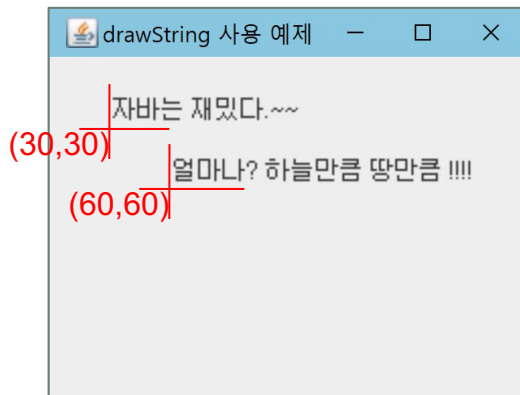 drawString 사용 예제
자바는 재밌다.~~
(30,30)
얼마나? 하늘만큼 땅만큼 !!!!
(60,60)